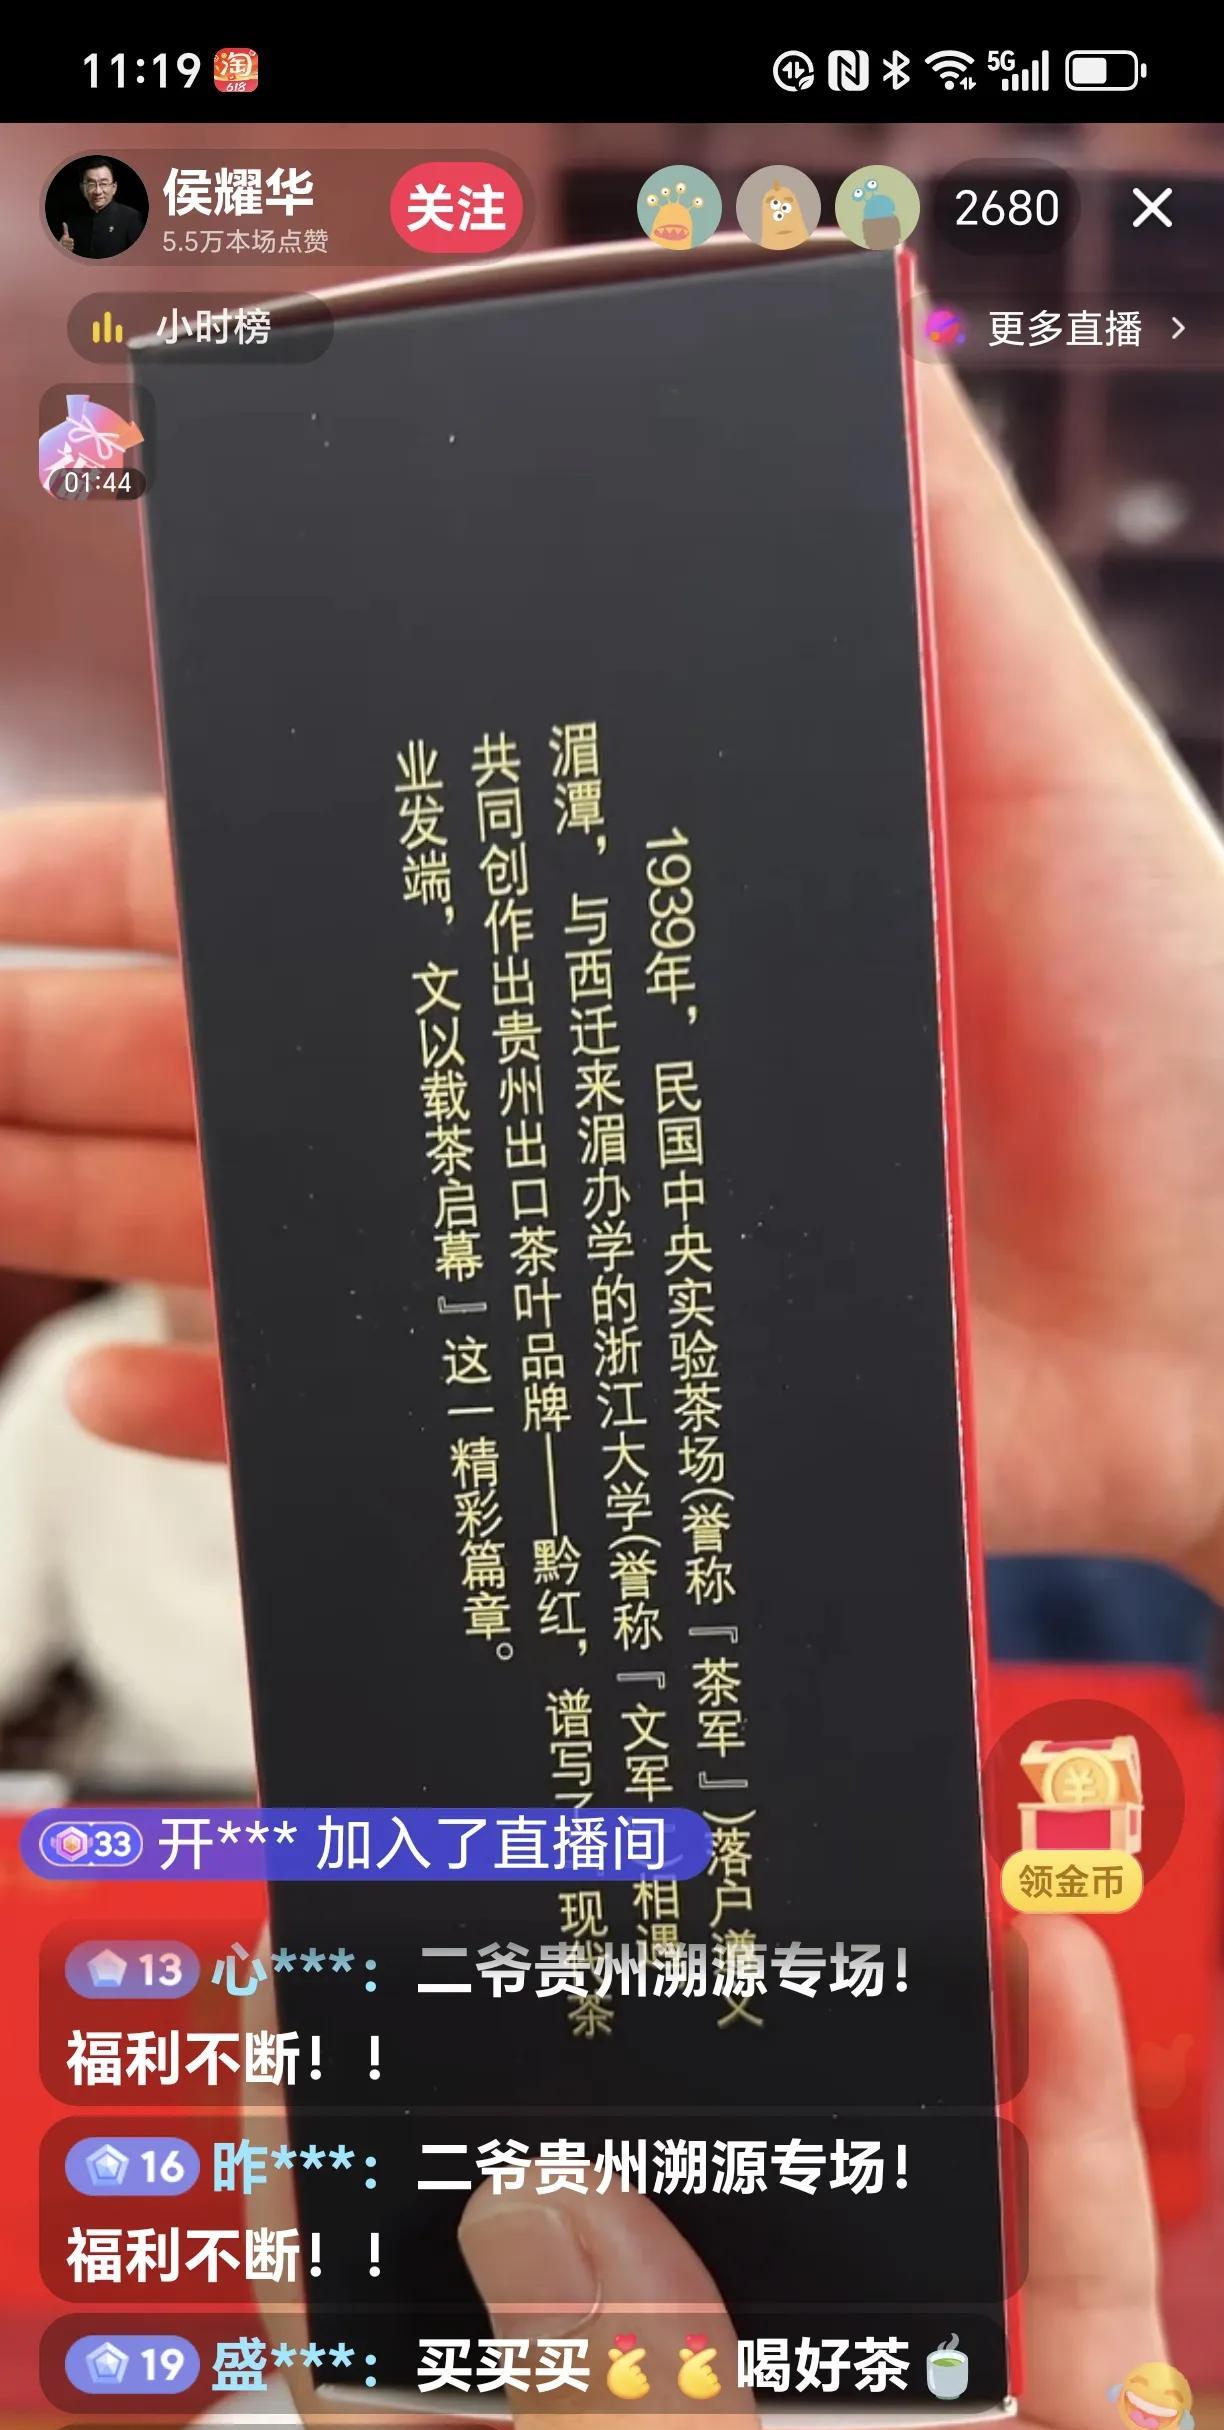 11:19
淘
618
5G
侯耀华
5.5万本场点赞
关注
2680
小时榜
更多直播
01:44
1939年，民国中央实验茶场(誉称『茶军』)落户遵义
湄潭，与西迁来湄办学的浙江大学(誉称『文军 相遇
共同创作出贵州出口茶叶品牌——黔红，谱写了 现 茶
业发端，文以载茶启幕』这一精彩篇章。
领金币
33 开*** 加入了直播间
13 心***：二爷贵州溯源专场！
福利不断！！
16 昨***：二爷贵州溯源专场！
福利不断！！
19 盛***：买买买🫰🫰喝好茶🍵